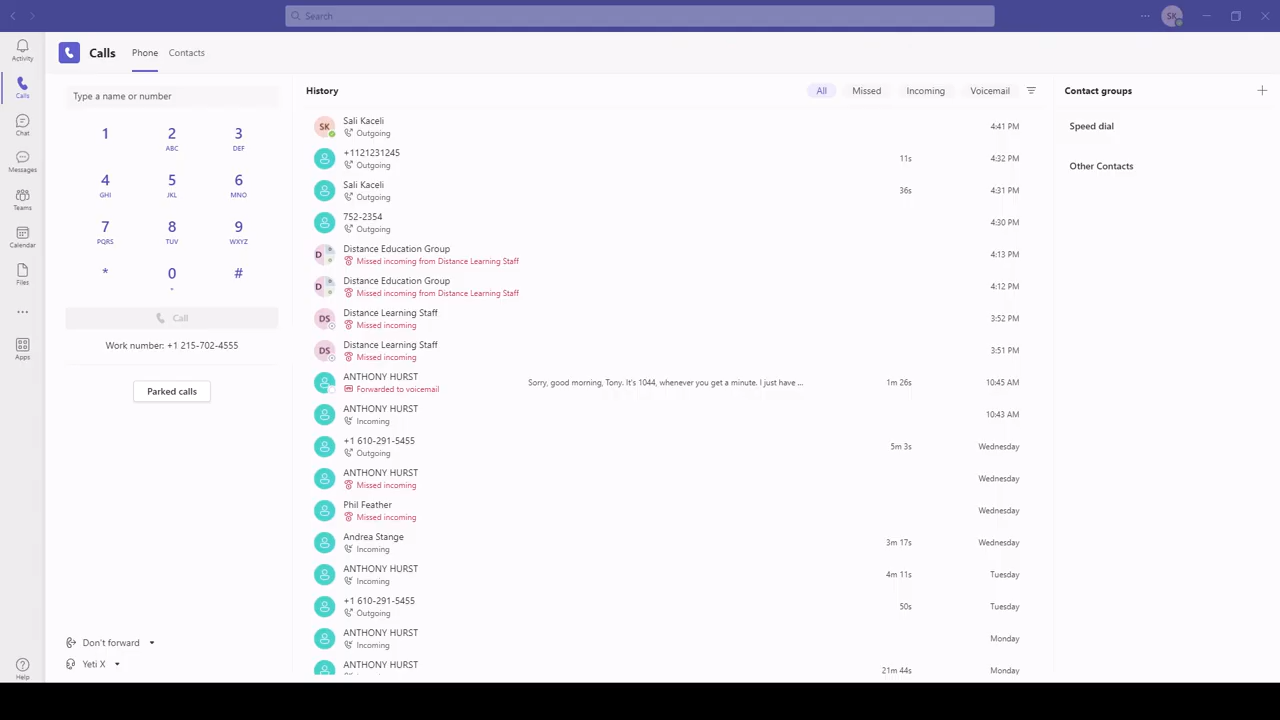 Search
SK
Activity
Calls
Chat
Messages
Teams
Calendar
Files
Apps
Help
Calls
Phone
Contacts
Type a name or number
1
2
3
ABC
DEF
4
5
6
GHI
JKL
MNO
7
8
9
PQRS
TUV
WXYZ
*
0
#
Call
Work number: +1 215-702-4555
Parked calls
Don't forward
Yeti X
History
All
Missed
Incoming
Voicemail
SK
Sali Kaceli
Outgoing
4:41 PM
+1121231245
Outgoing
11s
4:32 PM
Sali Kaceli
Outgoing
36s
4:31 PM
752-2354
Outgoing
4:30 PM
D
Distance Education Group
Missed incoming from Distance Learning Staff
4:13 PM
D
Distance Education Group
Missed incoming from Distance Learning Staff
4:12 PM
DS
Distance Learning Staff
Missed incoming
3:52 PM
DS
Distance Learning Staff
Missed incoming
3:51 PM
ANTHONY HURST
Forwarded to voicemail
Sorry, good morning, Tony. It's 1044, whenever you get a minute. I just have ...
1m 26s
10:45 AM
ANTHONY HURST
Incoming
10:43 AM
+1 610-291-5455
Outgoing
5m 3s
Wednesday
ANTHONY HURST
Missed incoming
Wednesday
Phil Feather
Missed incoming
Wednesday
Andrea Stange
Incoming
3m 17s
Wednesday
ANTHONY HURST
Incoming
4m 11s
Tuesday
+1 610-291-5455
Outgoing
50s
Tuesday
ANTHONY HURST
Incoming
Monday
ANTHONY HURST
21m 44s
Monday
Contact groups
Speed dial
Other Contacts